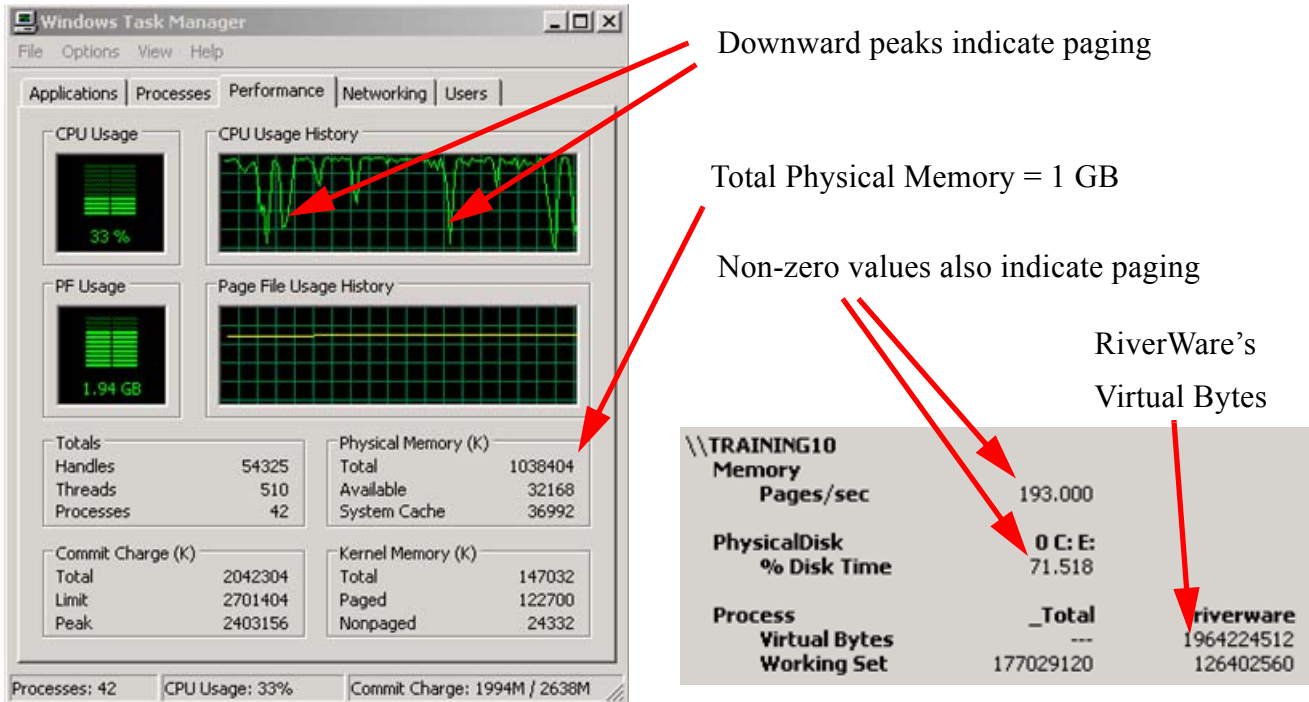 Windows Task Manager
File Options View Help
Applications Processes Performance Networking Users
CPU Usage
33 %
CPU Usage History
PF Usage
1.94 GB
Page File Usage History
Totals
Handles 54325
Threads 510
Processes 42
Physical Memory (K)
Total 1038404
Available 32168
System Cache 36992
Commit Charge (K)
Total 2042304
Limit 2701404
Peak 2403156
Kernel Memory (K)
Total 147032
Paged 122700
Nonpaged 24332
Processes: 42 CPU Usage: 33% Commit Charge: 1994M / 2638M
Downward peaks indicate paging
Total Physical Memory = 1 GB
Non-zero values also indicate paging
RiverWare's
Virtual Bytes
\\TRAINING10
Memory
Pages/sec 193.000
PhysicalDisk 0 C: E:
% Disk Time 71.518
Process _Total riverware
Virtual Bytes --- 1964224512
Working Set 177029120 126402560